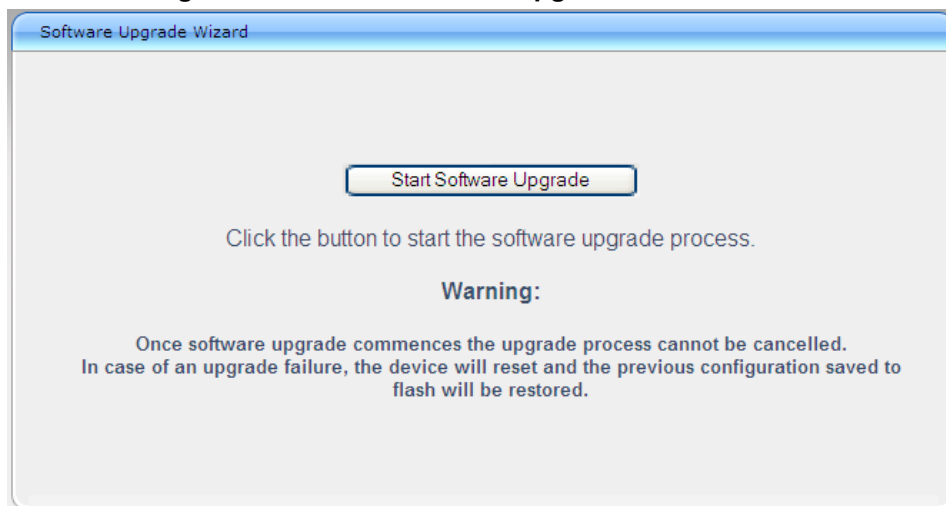 Software Upgrade Wizard
Start Software Upgrade
Click the button to start the software upgrade process.
Warning:
Once software upgrade commences the upgrade process cannot be cancelled.
In case of an upgrade failure, the device will reset and the previous configuration saved to
flash will be restored.